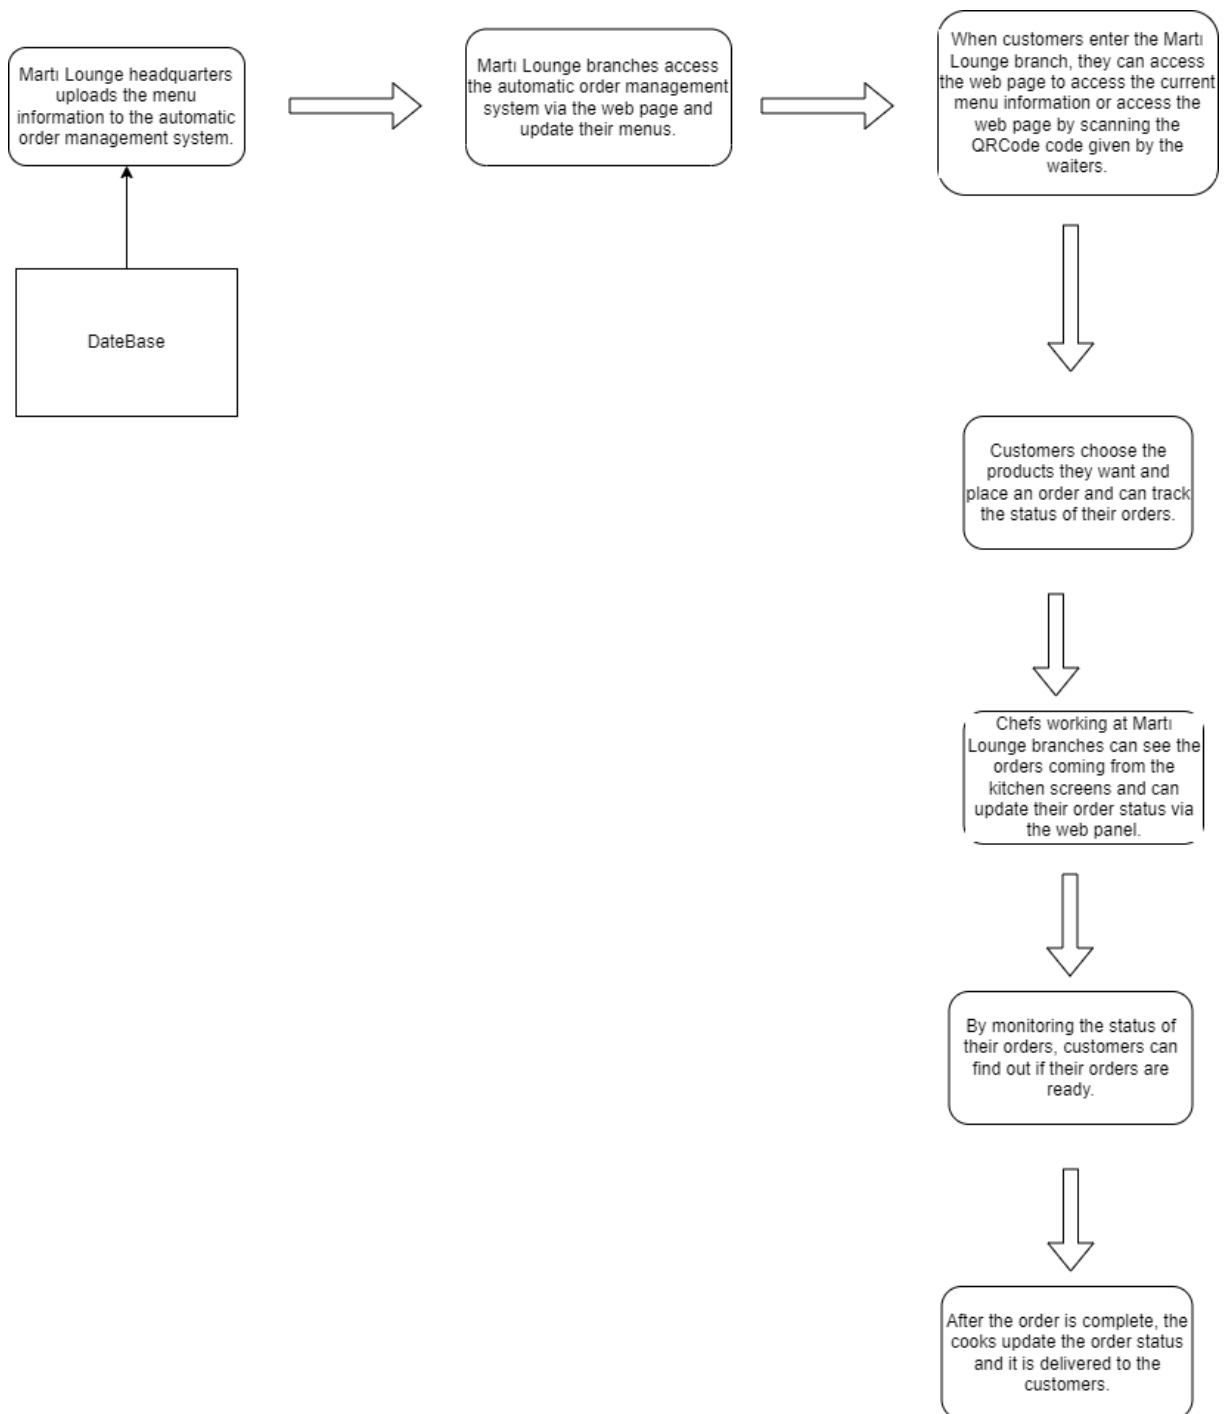 Martı Lounge headquarters
uploads the menu
information to the automatic
order management system.
Martı Lounge branches access
the automatic order management
system via the web page and
update their menus.
When customers enter the Martı
Lounge branch, they can access
the web page to access the current
menu information or access the
web page by scanning the
QRCode code given by the
waiters.
DateBase
Customers choose the
products they want and
place an order and can track
the status of their orders.
Chefs working at Martı
Lounge branches can see the
orders coming from the
kitchen screens and can
update their order status via
the web panel.
By monitoring the status of
their orders, customers can
find out if their orders are
ready.
After the order is complete, the
cooks update the order status
and it is delivered to the
customers.